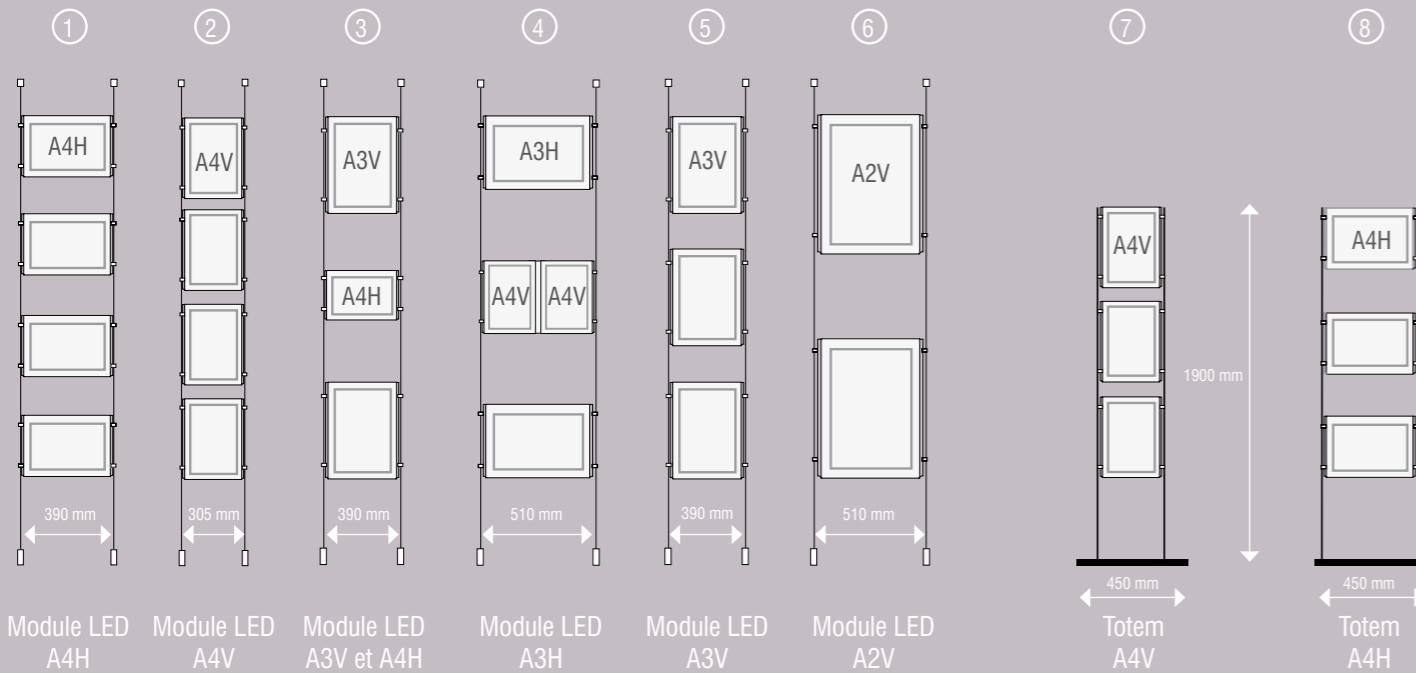 1 2 3 4 5 6 7 8
A4H A4V A3V A3H A3V A2V
A4V A4H
A4H A4V A4V
1900 mm
390 mm 305 mm 390 mm 510 mm 390 mm 510 mm
450 mm 450 mm
Module LED Module LED Module LED Module LED Module LED Module LED Totem Totem
A4H A4V A3V et A4H A3H A3V A2V A4V A4H